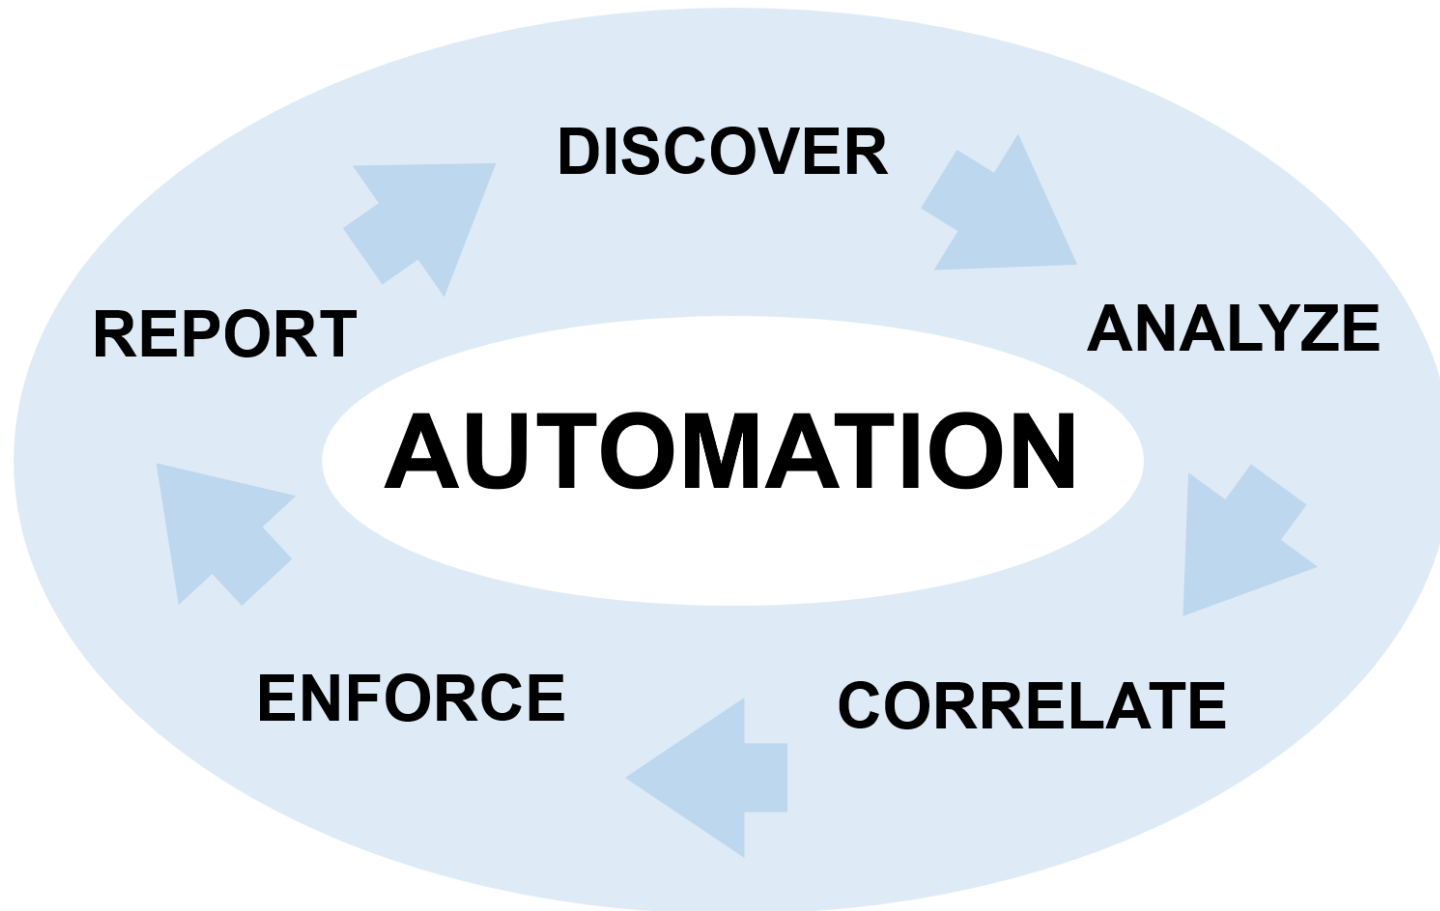 DISCOVER
ANALYZE
CORRELATE
ENFORCE
REPORT
AUTOMATION